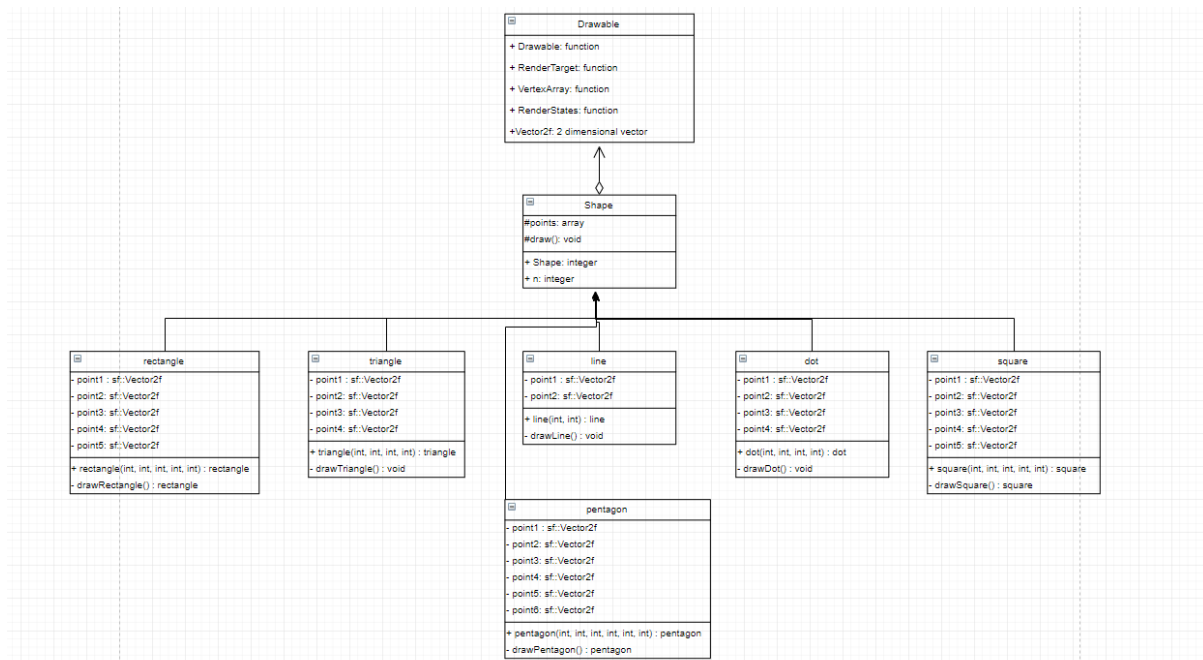 Drawable
+ Drawable: function
+ RenderTarget: function
+ VertexArray: function
+ RenderStates: function
+Vector2f: 2 dimensional vector
Shape
#points: array
#draw(): void
+ Shape: integer
+ n: integer
rectangle
- point1 : sf::Vector2f
- point2: sf::Vector2f
- point3: sf::Vector2f
- point4: sf::Vector2f
- point5: sf::Vector2f
+ rectangle(int, int, int, int, int) : rectangle
- drawRectangle() : rectangle
triangle
- point1 : sf::Vector2f
- point2: sf::Vector2f
- point3: sf::Vector2f
- point4: sf::Vector2f
+ triangle(int, int, int, int) : triangle
- drawTriangle() : void
line
- point1 : sf::Vector2f
- point2: sf::Vector2f
+ line(int, int) : line
- drawLine() : void
dot
- point1 : sf::Vector2f
- point2: sf::Vector2f
- point3: sf::Vector2f
- point4: sf::Vector2f
+ dot(int, int, int, int) : dot
- drawDot() : void
square
- point1 : sf::Vector2f
- point2: sf::Vector2f
- point3: sf::Vector2f
- point4: sf::Vector2f
- point5: sf::Vector2f
+ square(int, int, int, int, int) : square
- drawSquare() : square
pentagon
- point1 : sf::Vector2f
- point2: sf::Vector2f
- point3: sf::Vector2f
- point4: sf::Vector2f
- point5: sf::Vector2f
- point6: sf::Vector2f
+ pentagon(int, int, int, int, int, int) : pentagon
- drawPentagon() : pentagon